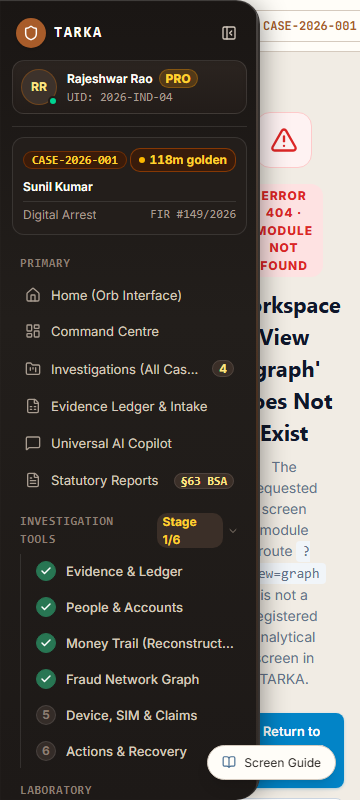 TARKA
CASE-2026-001
RR
Rajeshwar Rao PRO
UID: 2026-IND-04
CASE-2026-001 118m golden
Sunil Kumar
Digital Arrest FIR #149/2026
PRIMARY
Home (Orb Interface)
Command Centre
Investigations (All Cas... 4
Evidence Ledger & Intake
Universal AI Copilot
Statutory Reports §63 BSA
INVESTIGATION
TOOLS
Stage
1/6
Evidence & Ledger
People & Accounts
Money Trail (Reconstruct...
Fraud Network Graph
5 Device, SIM & Claims
6 Actions & Recovery
LABORATORY
ERROR
404 ·
MODULE
NOT
FOUND
orkspace
View
graph'
oes Not
Exist
The
equested
screen
module
route ?
ew=graph
is not a
egistered
nalytical
screen in
TARKA.
Return to
Screen Guide